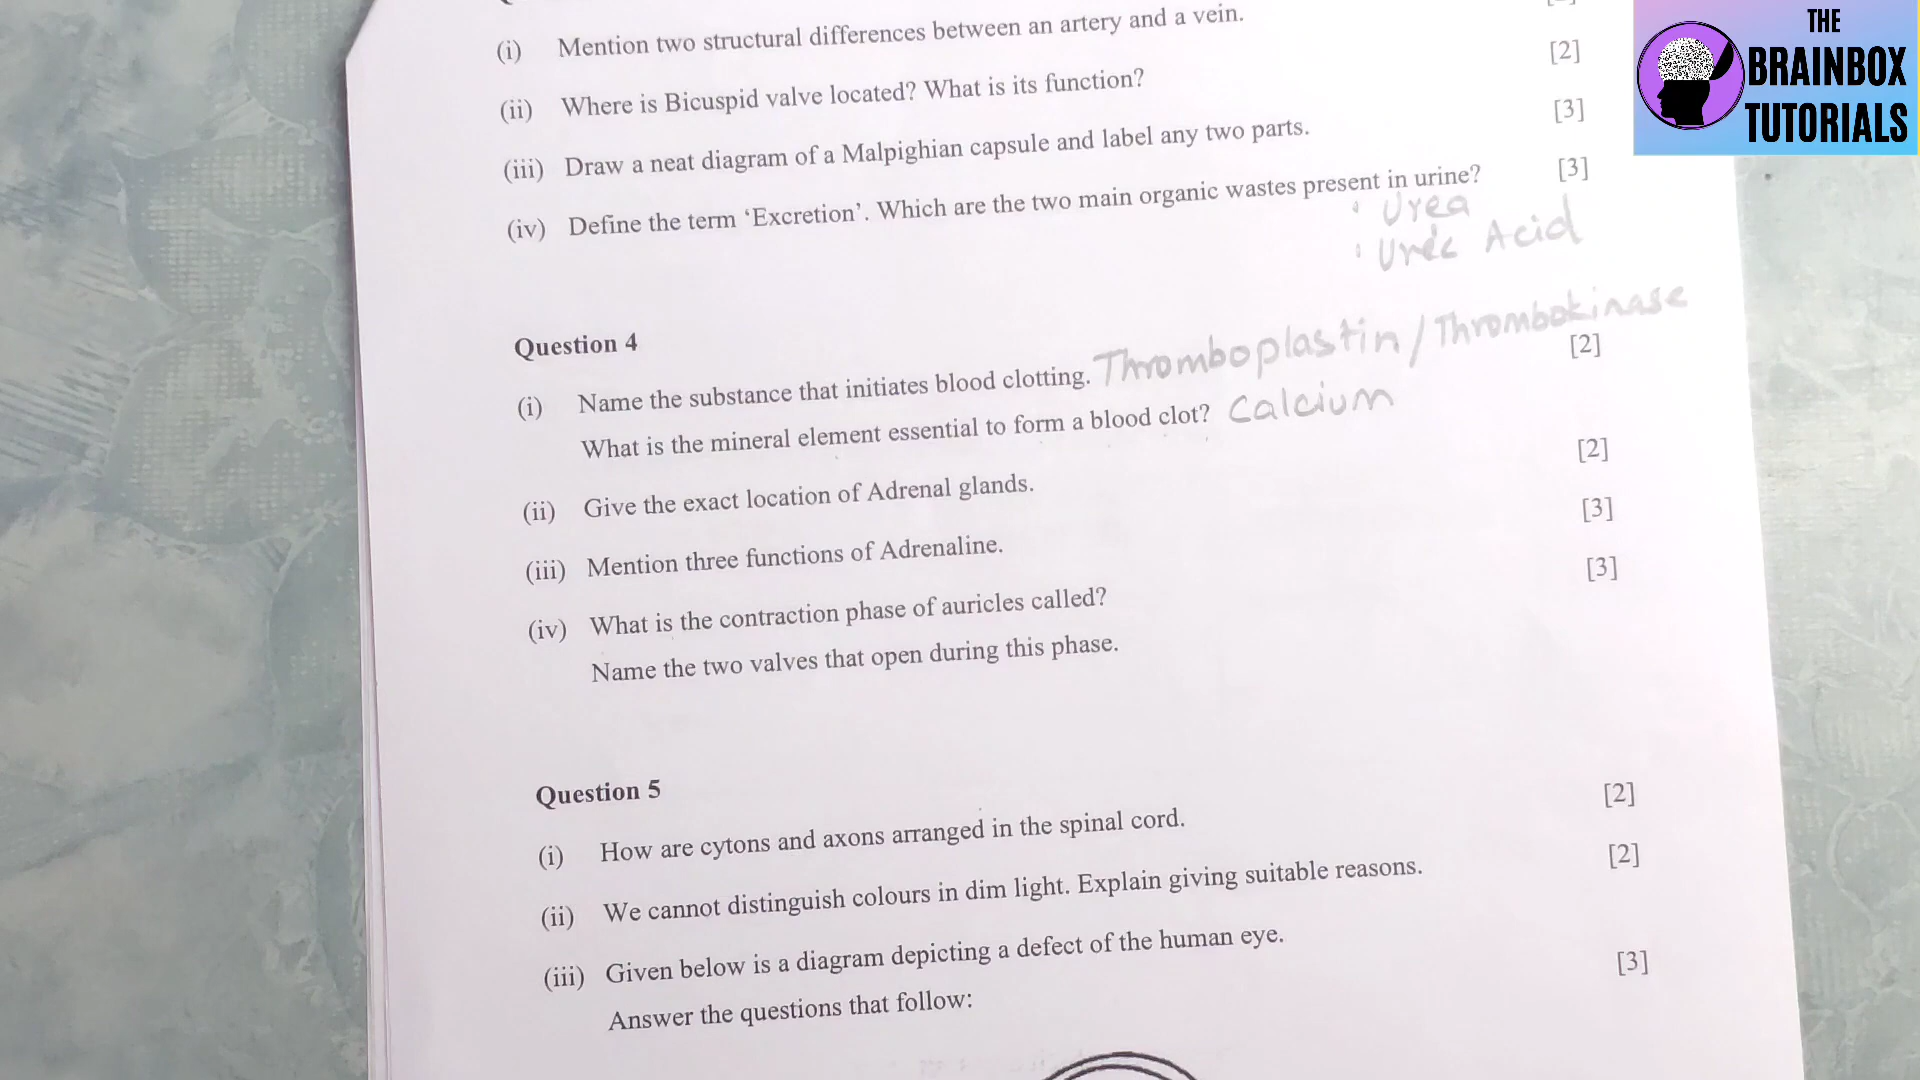 THE
BRAINBOX
TUTORIALS
(i) Mention two structural differences between an artery and a vein.
[2]
(ii) Where is Bicuspid valve located? What is its function?
[3]
(iii) Draw a neat diagram of a Malpighian capsule and label any two parts.
[3]
(iv) Define the term ‘Excretion’. Which are the two main organic wastes present in urine?
Urea
Uric Acid
Question 4
[2]
(i) Name the substance that initiates blood clotting. Thromboplastin / Thrombokinase
What is the mineral element essential to form a blood clot? Calcium
[2]
(ii) Give the exact location of Adrenal glands.
[3]
(iii) Mention three functions of Adrenaline.
[3]
(iv) What is the contraction phase of auricles called?
Name the two valves that open during this phase.
Question 5
[2]
(i) How are cytons and axons arranged in the spinal cord.
[2]
(ii) We cannot distinguish colours in dim light. Explain giving suitable reasons.
[3]
(iii) Given below is a diagram depicting a defect of the human eye.
Answer the questions that follow: